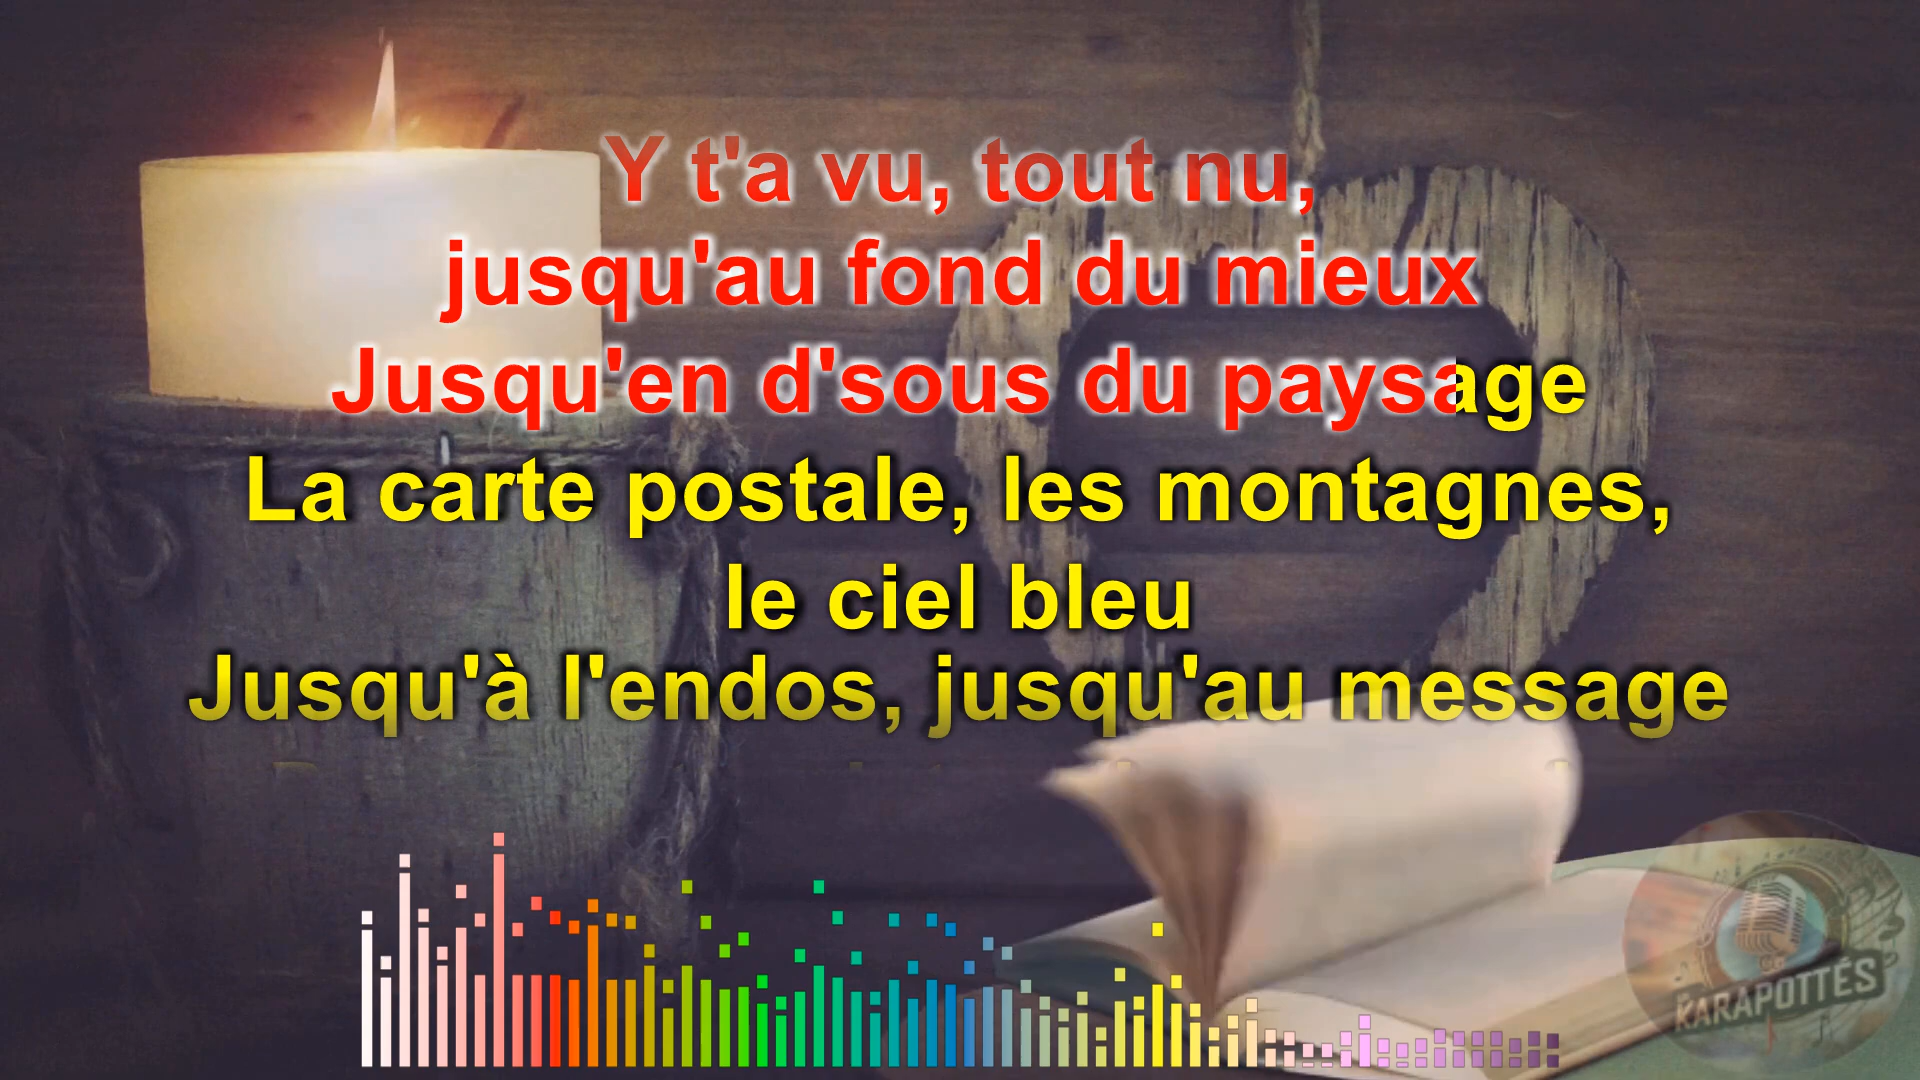 Y t'a vu, tout nu,
jusqu'au fond du mieux
Jusqu'en d'sous du paysage
La carte postale, les montagnes,
le ciel bleu
Jusqu'à l'endos, jusqu'au message
KARAPOTTÉS